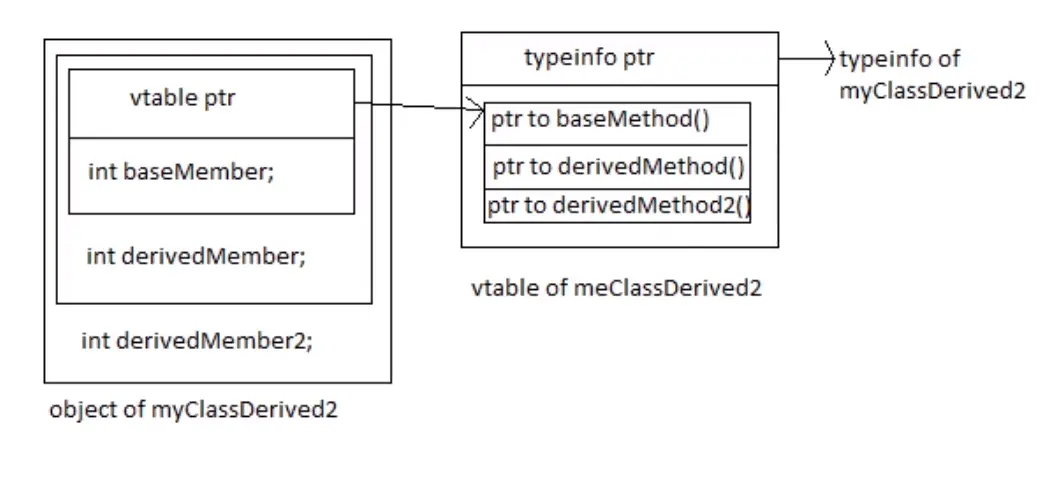 vtable ptr
int baseMember;
int derivedMember;
int derivedMember2;
object of myClassDerived2
typeinfo ptr
ptr to baseMethod()
ptr to derivedMethod()
ptr to derivedMethod2()
vtable of meClassDerived2
typeinfo of
myClassDerived2